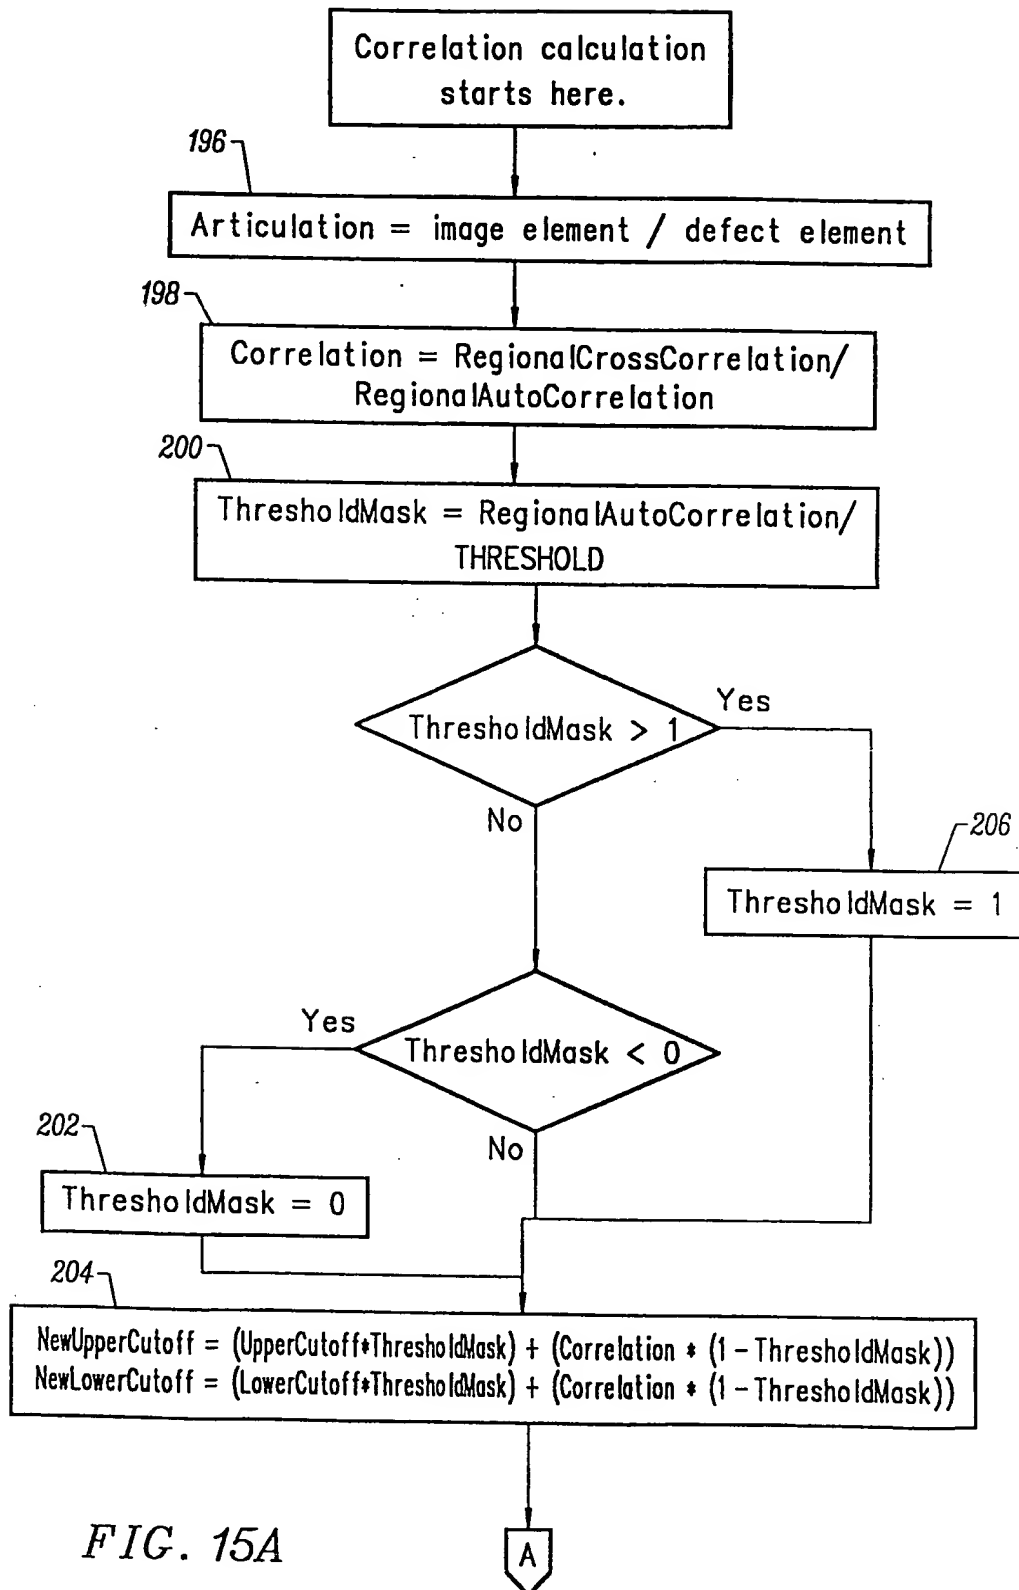 Correlation calculation
starts here.
196
Articulation = image element / defect element
198
Correlation = RegionalCrossCorrelation/
RegionalAutoCorrelation
200
ThresholdMask = RegionalAutoCorrelation/
THRESHOLD
ThresholdMask > 1
Yes
No
206
ThresholdMask = 1
ThresholdMask < 0
Yes
No
202
ThresholdMask = 0
204
NewUpperCutoff = (UpperCutoff*ThresholdMask) + (Correlation * (1-ThresholdMask))
NewLowerCutoff = (LowerCutoff*ThresholdMask) + (Correlation * (1-ThresholdMask))
A
FIG. 15A